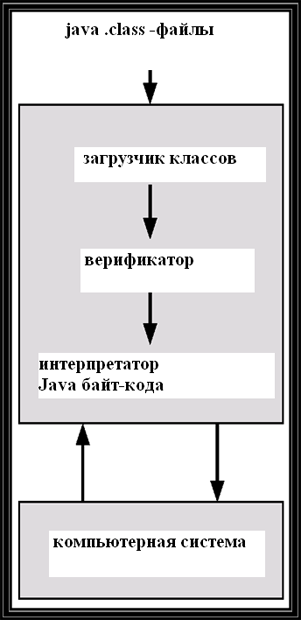 java .class -файлы
загрузчик классов
верификатор
интерпретатор
Java байт-кода
компьютерная система